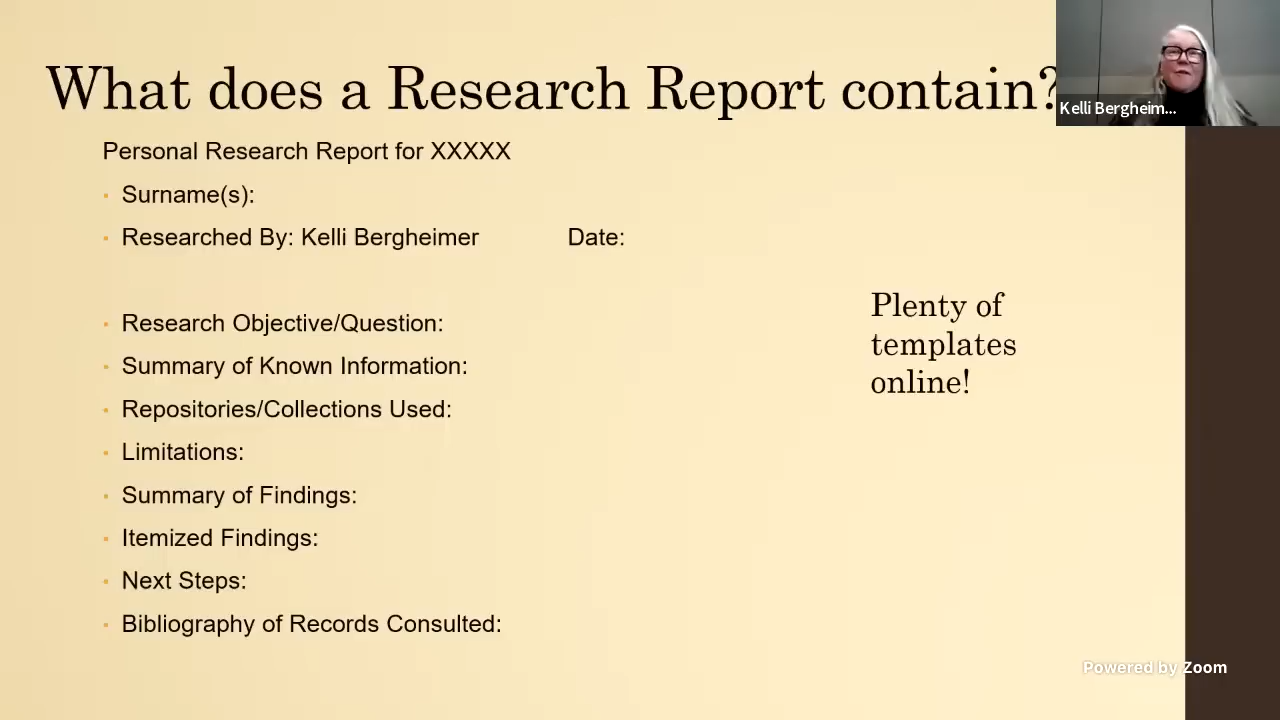 What does a Research Report contain?
Kelli Bergheim...
Personal Research Report for XXXXX
Surname(s):
Researched By: Kelli Bergheimer Date:
Research Objective/Question:
Summary of Known Information:
Repositories/Collections Used:
Limitations:
Summary of Findings:
Itemized Findings:
Next Steps:
Bibliography of Records Consulted:
Plenty of
templates
online!
Powered by Zoom